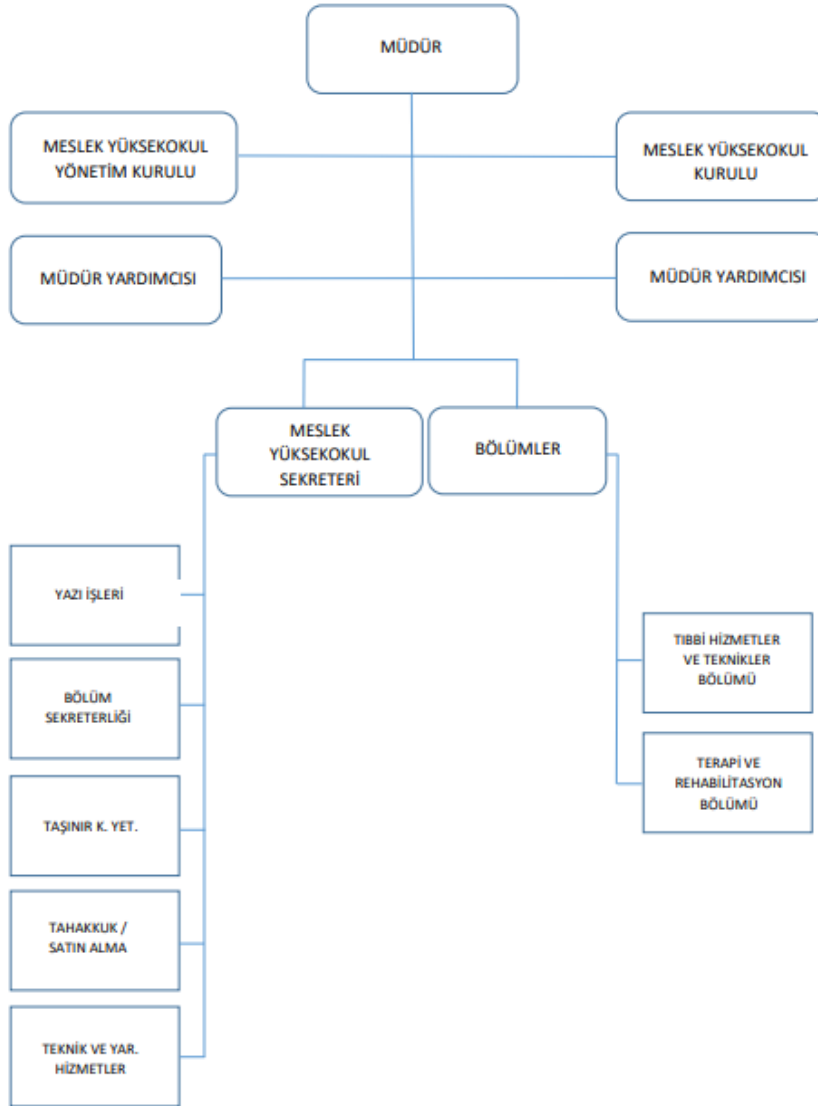 MÜDÜR
MESLEK YÜKSEKOKUL
YÖNETİM KURULU
MESLEK YÜKSEKOKUL
KURULU
MÜDÜR YARDIMCISI
MÜDÜR YARDIMCISI
MESLEK
YÜKSEKOKUL
SEKRETERİ
BÖLÜMLER
YAZI İŞLERİ
BÖLÜM
SEKRETERLİĞİ
TAŞINIR K. YET.
TAHAKKUK /
SATIN ALMA
TEKNİK VE YAR.
HİZMETLER
TIBBİ HİZMETLER
VE TEKNİKLER
BÖLÜMÜ
TERAPİ VE
REHABİLİTASYON
BÖLÜMÜ